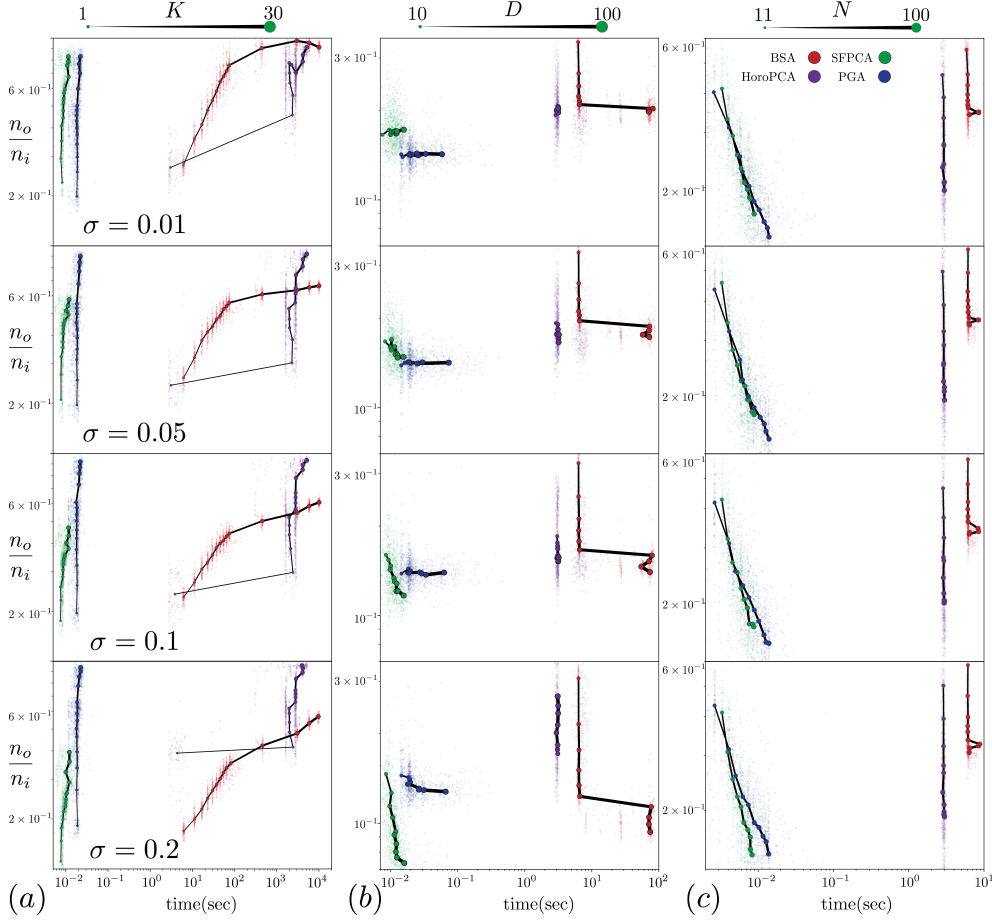 1 K 30
10 D 100
11 N 100
BSA SFPCA
HoroPCA PGA
6 × 10⁻¹
n_o/n_i
2 × 10⁻¹
σ = 0.01
3 × 10⁻¹
10⁻¹
6 × 10⁻¹
2 × 10⁻¹
6 × 10⁻¹
n_o/n_i
2 × 10⁻¹
σ = 0.05
3 × 10⁻¹
10⁻¹
6 × 10⁻¹
2 × 10⁻¹
6 × 10⁻¹
n_o/n_i
2 × 10⁻¹
σ = 0.1
3 × 10⁻¹
10⁻¹
6 × 10⁻¹
2 × 10⁻¹
6 × 10⁻¹
n_o/n_i
2 × 10⁻¹
σ = 0.2
3 × 10⁻¹
10⁻¹
6 × 10⁻¹
2 × 10⁻¹
(a) 10⁻² 10⁻¹ 10⁰ 10¹ 10² 10³ 10⁴
time(sec)
(b) 10⁻² 10⁻¹ 10⁰ 10¹ 10²
time(sec)
(c) 10⁻² 10⁻¹ 10⁰ 10¹
time(sec)